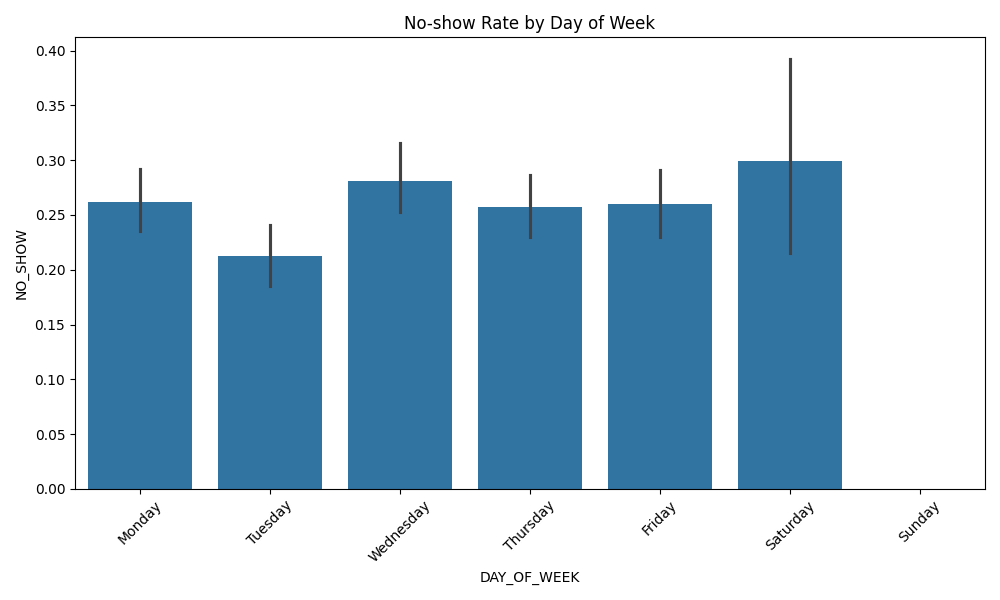 No-show Rate by Day of Week
NO_SHOW
0.40
0.35
0.30
0.25
0.20
0.15
0.10
0.05
0.00
Monday
Tuesday
Wednesday
Thursday
Friday
Saturday
Sunday
DAY_OF_WEEK